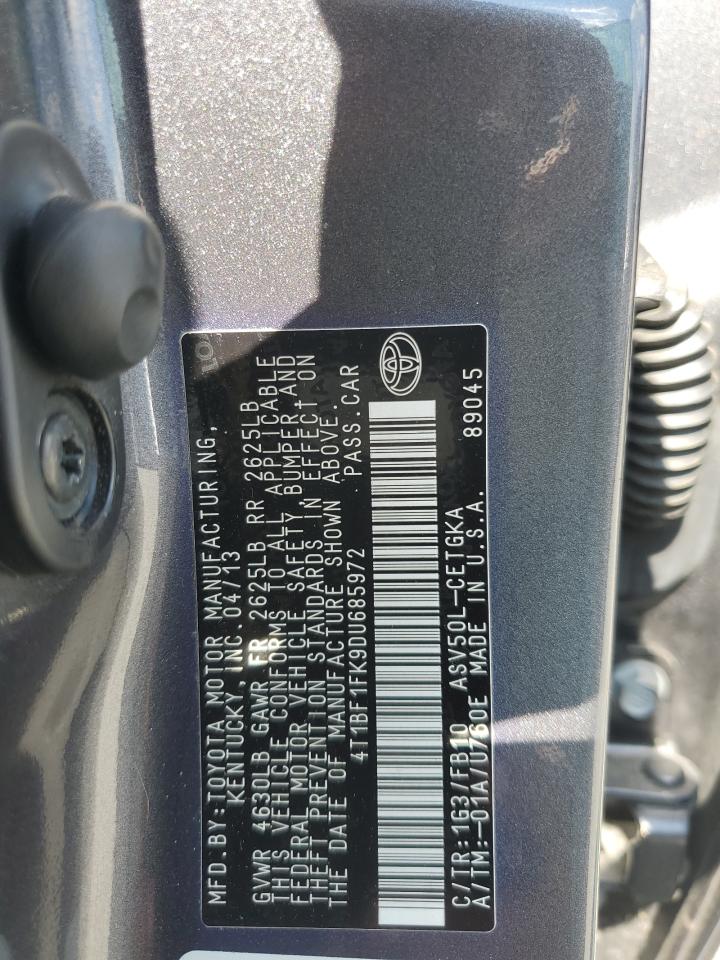 MFD.BY:TOYOTA MOTOR MANUFACTURING,
KENTUCKY INC. 04/13
GVWR 4630LB GAWR FR 2625LB RR 2625LB
THIS VEHICLE CONFORMS TO ALL APPLICABLE
FEDERAL MOTOR VEHICLE SAFETY, BUMPER AND
THEFT PREVENTION STANDARDS IN EFFECT ON
THE DATE OF MANUFACTURE SHOWN ABOVE.
4T1BF1FK9DU685972 PASS.CAR
C/TR:1G3/FB10 ASV50L-CETGKA
A/TM:-01A/U760E MADE IN U.S.A. 89045